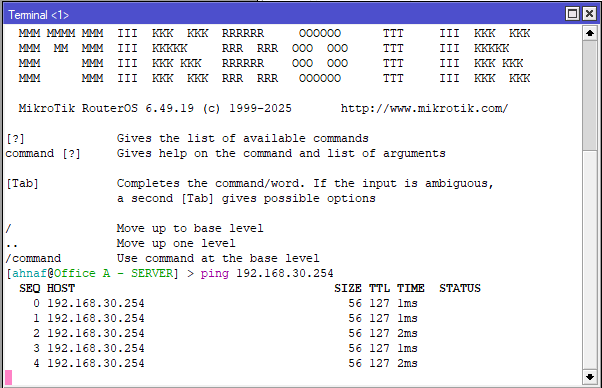 Terminal <1>
MMM MMMM MMM III KKK KKK RRRRRR OOOOOO TTT III KKK KKK
MMM MM MMM III KKKKK RRR RRR OOO OOO TTT III KKKKK
MMM MMM III KKK KKK RRRRRR OOO OOO TTT III KKK KKK
MMM MMM III KKK KKK RRR RRR OOOOOO TTT III KKK KKK
MikroTik RouterOS 6.49.19 (c) 1999-2025 http://www.mikrotik.com/
[?] Gives the list of available commands
command [?] Gives help on the command and list of arguments
[Tab] Completes the command/word. If the input is ambiguous,
a second [Tab] gives possible options
/ Move up to base level
.. Move up one level
/command Use command at the base level
[ahnaf@Office A - SERVER] > ping 192.168.30.254
SEQ HOST SIZE TTL TIME STATUS
0 192.168.30.254 56 127 1ms
1 192.168.30.254 56 127 1ms
2 192.168.30.254 56 127 2ms
3 192.168.30.254 56 127 1ms
4 192.168.30.254 56 127 2ms